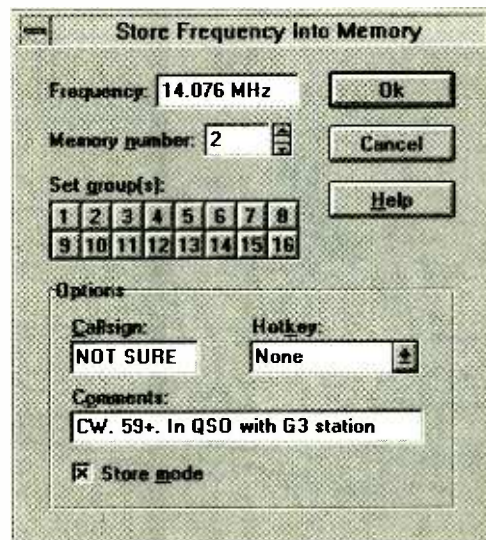 Store Frequency Into Memory
Frequency: 14.076 MHz
Ok
Memory number: 2
Cancel
Set group(s):
Help
1 2 3 4 5 6 7 8
9 10 11 12 13 14 15 16
Options
Callsign:
Hotkey:
NOT SURE
None
Comments:
CW. 59+. In QSO with G3 station
Store mode